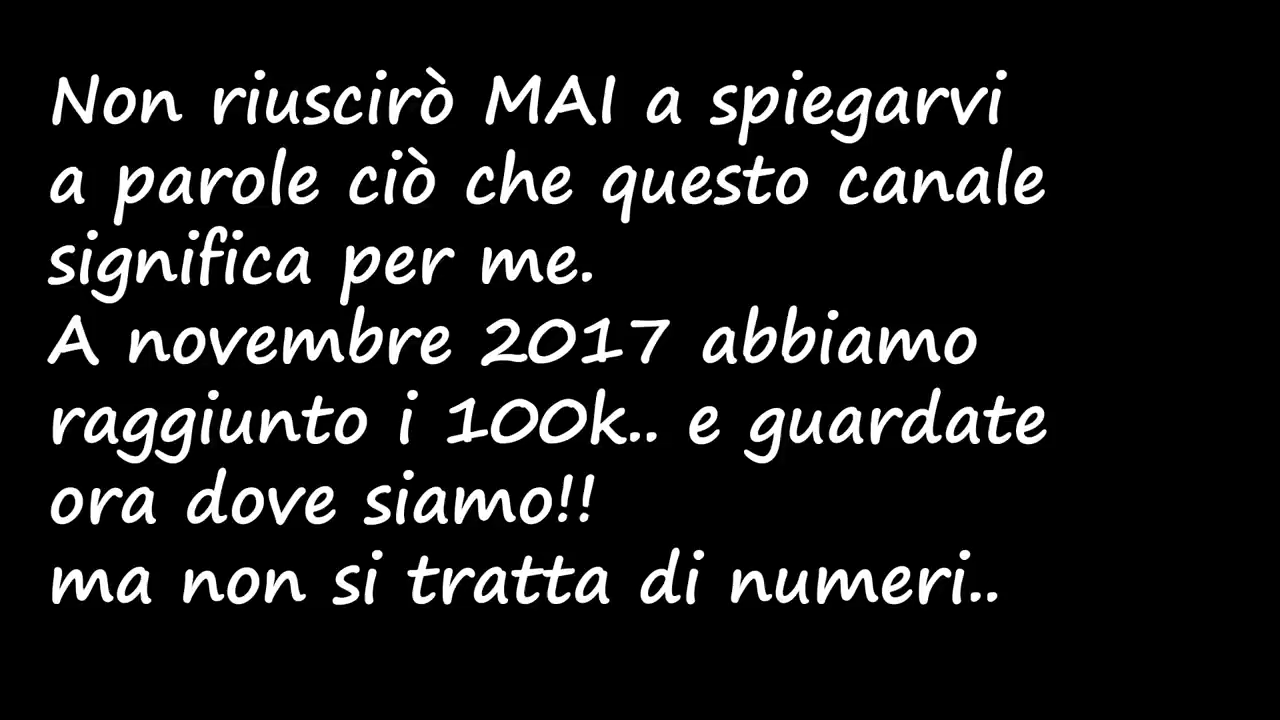 Non riuscirò MAI a spiegarvi
a parole ciò che questo canale
significa per me.
A novembre 2017 abbiamo
raggiunto i 100k.. e guardate
ora dove siamo!!
ma non si tratta di numeri..